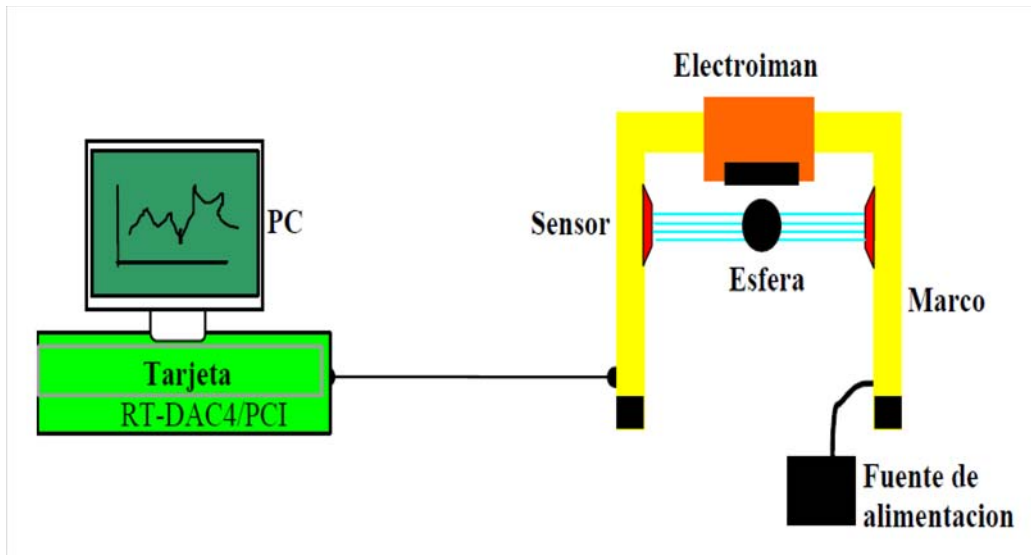 Electroiman
PC
Sensor
Esfera
Marco
Tarjeta
RT-DAC4/PCI
Fuente de
alimentacion